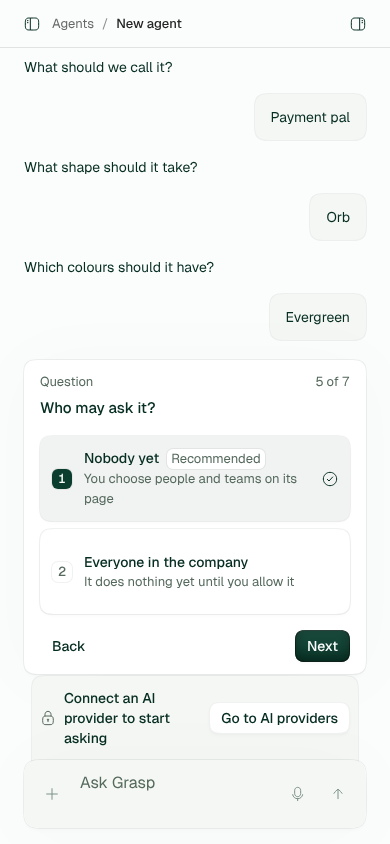 Agents / New agent
What should we call it?
Payment pal
What shape should it take?
Orb
Which colours should it have?
Evergreen
Question 5 of 7
Who may ask it?
1 Nobody yet Recommended
You choose people and teams on its
page
2 Everyone in the company
It does nothing yet until you allow it
Back Next
Connect an AI
provider to start
asking
Go to AI providers
Ask Grasp